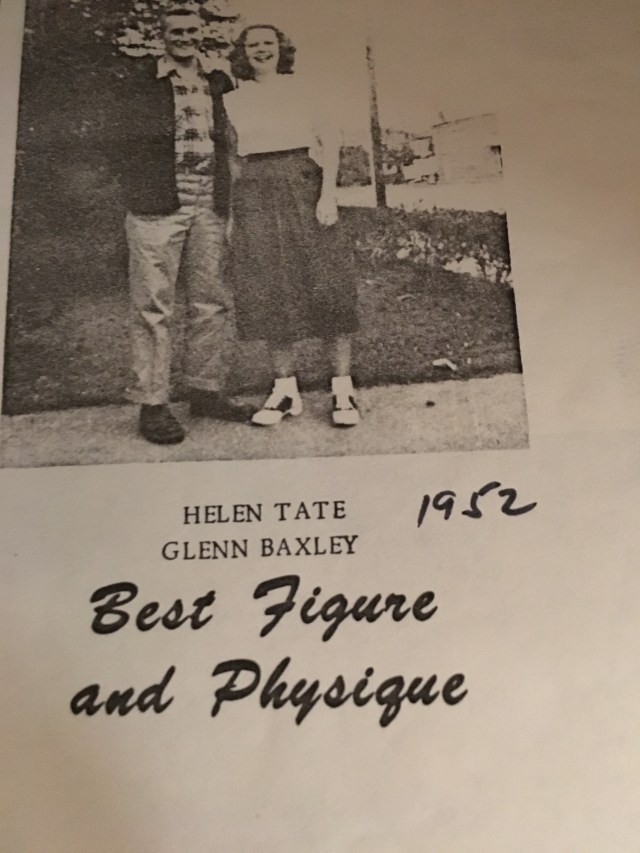 HELEN TATE 1952
GLENN BAXLEY
Best Figure
and Physique